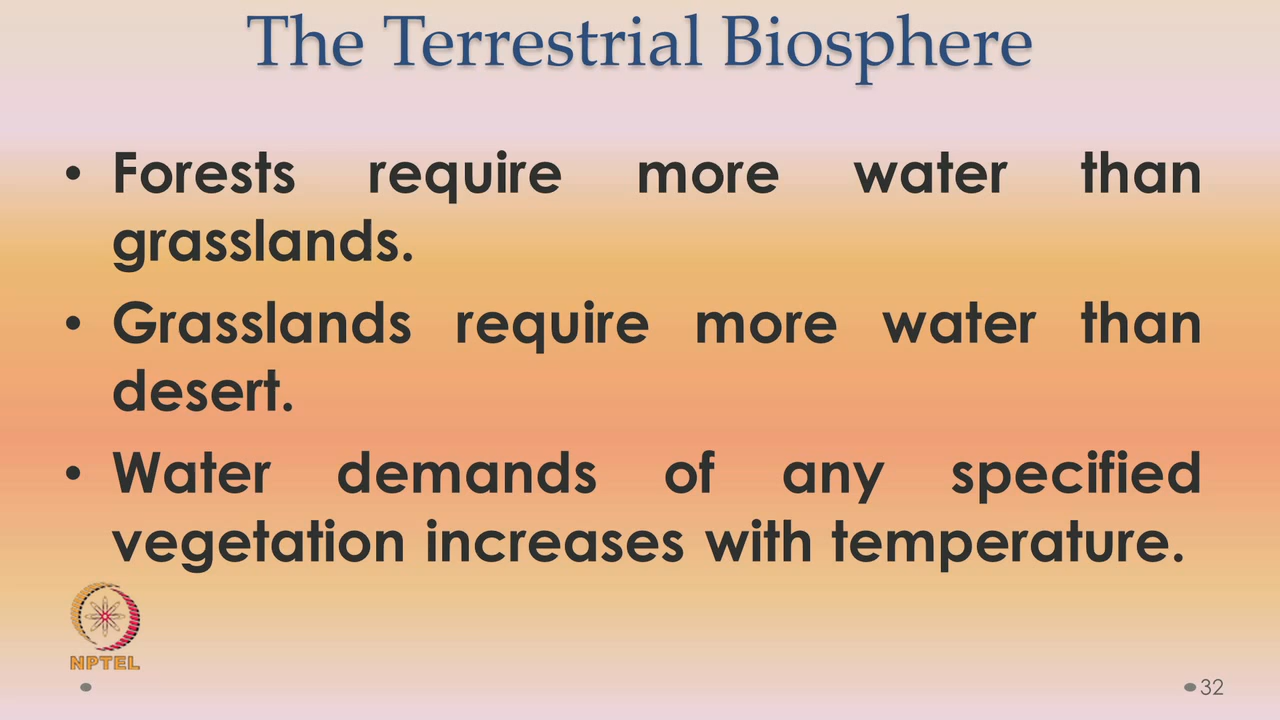 The Terrestrial Biosphere
• Forests require more water than
grasslands.
• Grasslands require more water than
desert.
• Water demands of any specified
vegetation increases with temperature.
NPTEL
32